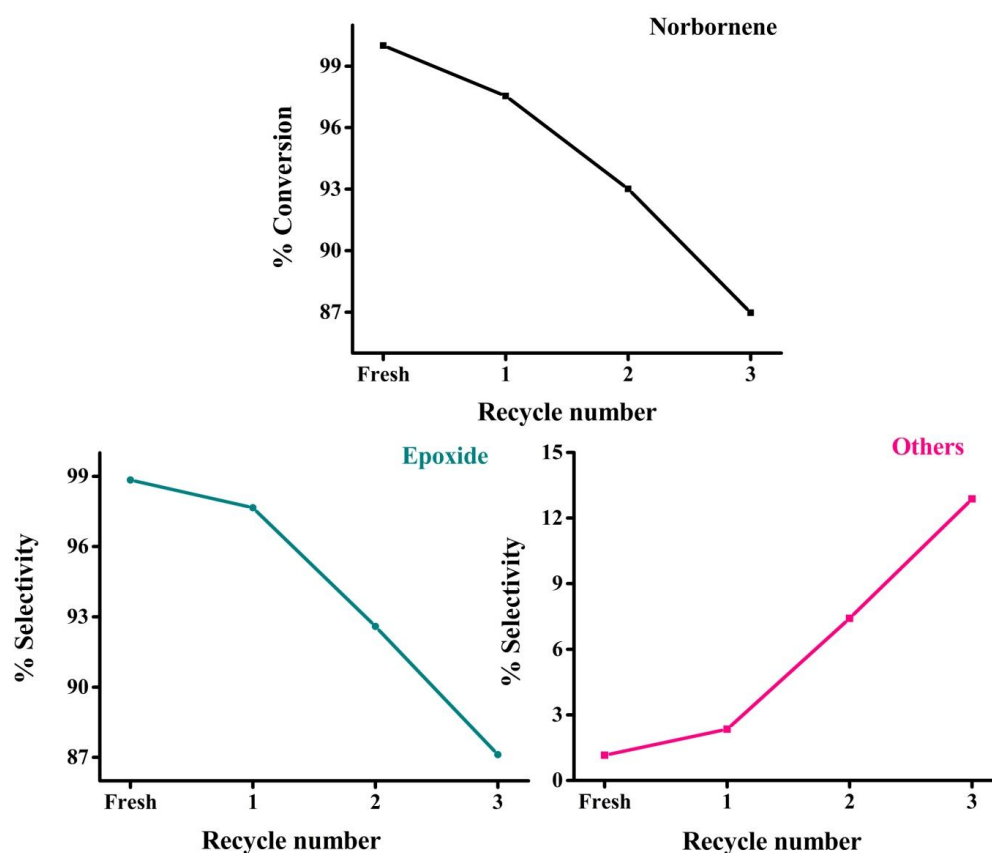 Norbornene
% Conversion
99
96
93
90
87
Fresh 1 2 3
Recycle number
Epoxide
% Selectivity
99
96
93
90
87
Fresh 1 2 3
Recycle number
Others
% Selectivity
15
12
9
6
3
0
Fresh 1 2 3
Recycle number